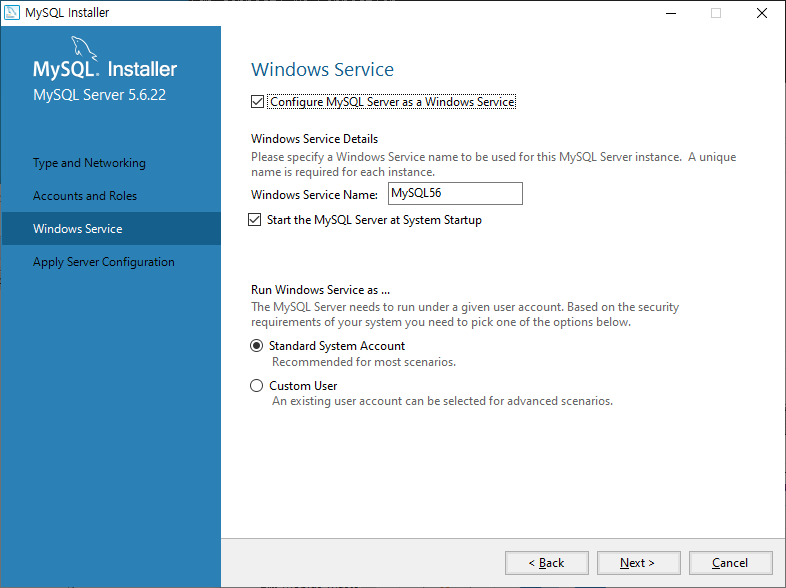 MySQL Installer
MySQL. Installer
MySQL Server 5.6.22
Type and Networking
Accounts and Roles
Windows Service
Apply Server Configuration
Windows Service
Configure MySQL Server as a Windows Service
Windows Service Details
Please specify a Windows Service name to be used for this MySQL Server instance. A unique
name is required for each instance.
Windows Service Name: MySQL56
Start the MySQL Server at System Startup
Run Windows Service as ...
The MySQL Server needs to run under a given user account. Based on the security
requirements of your system you need to pick one of the options below.
Standard System Account
Recommended for most scenarios.
Custom User
An existing user account can be selected for advanced scenarios.
< Back Next > Cancel